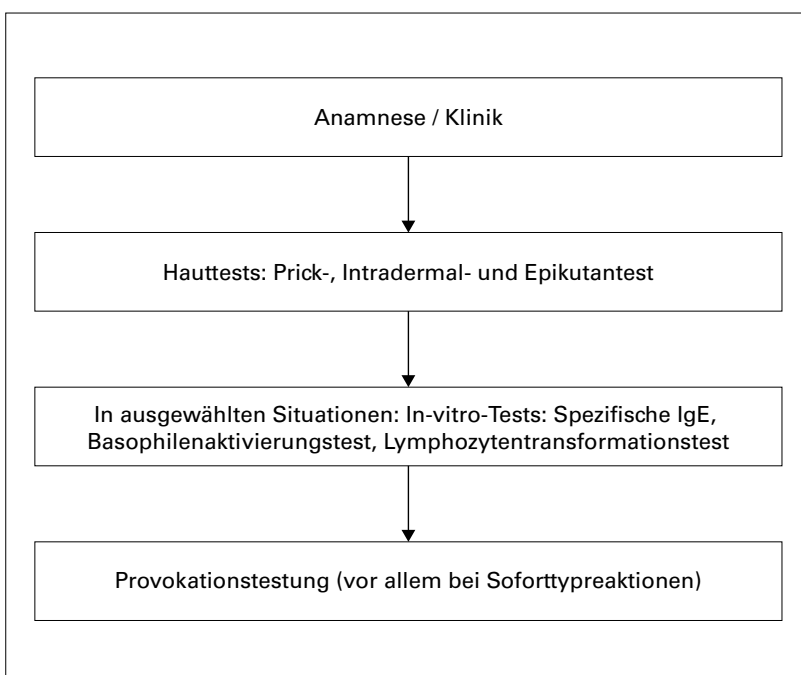 Anamnese / Klinik
Hauttests: Prick-, Intradermal- und Epikutantest
In ausgewählten Situationen: In-vitro-Tests: Spezifische IgE,
Basophilenaktivierungstest, Lymphozytentransformationstest
Provokationstestung (vor allem bei Soforttypreaktionen)